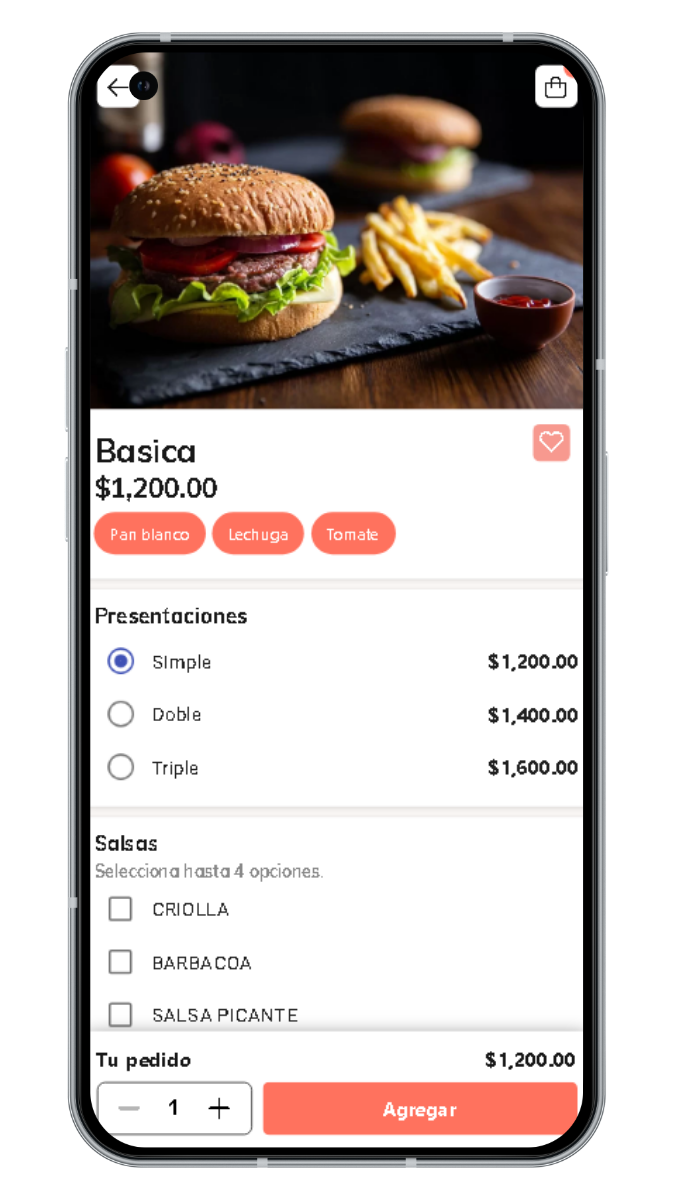 Basica
$1,200.00
Pan blanco Lechuga Tomate
Presentaciones
SImple $1,200.00
Doble $1,400.00
Triple $1,600.00
Salsas
Selecciona hasta 4 opciones.
CRIOLLA
BARBACOA
SALSA PICANTE
Tu pedido $1,200.00
1 Agregar